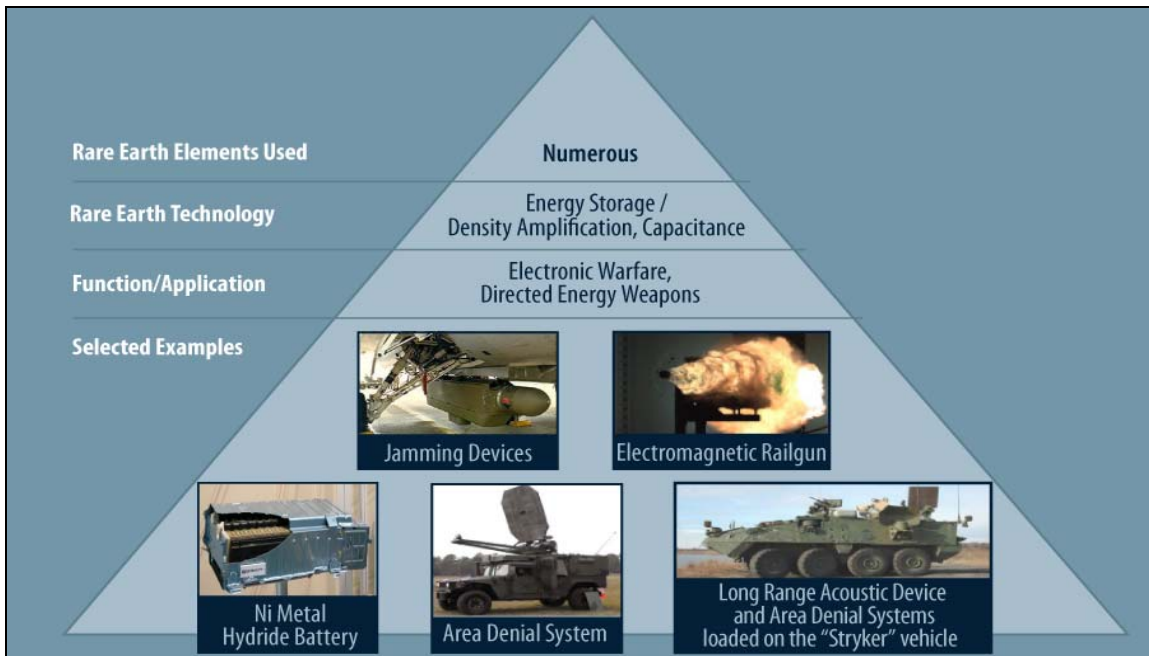 Rare Earth Elements Used
Numerous
Rare Earth Technology
Energy Storage /
Density Amplification, Capacitance
Function/Application
Electronic Warfare,
Directed Energy Weapons
Selected Examples
Jamming Devices
Electromagnetic Railgun
Ni Metal
Hydride Battery
Area Denial System
Long Range Acoustic Device
and Area Denial Systems
loaded on the “Stryker” vehicle